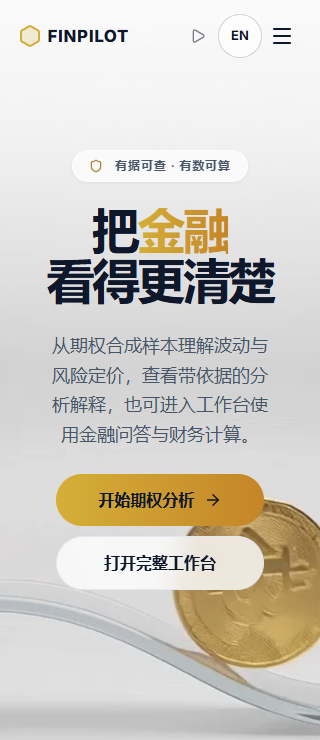 FINPILOT
EN
有据可查 · 有数可算
把金融
看得更清楚
从期权合成样本理解波动与
风险定价，查看带依据的分
析解释，也可进入工作台使
用金融问答与财务计算。
开始期权分析 →
打开完整工作台